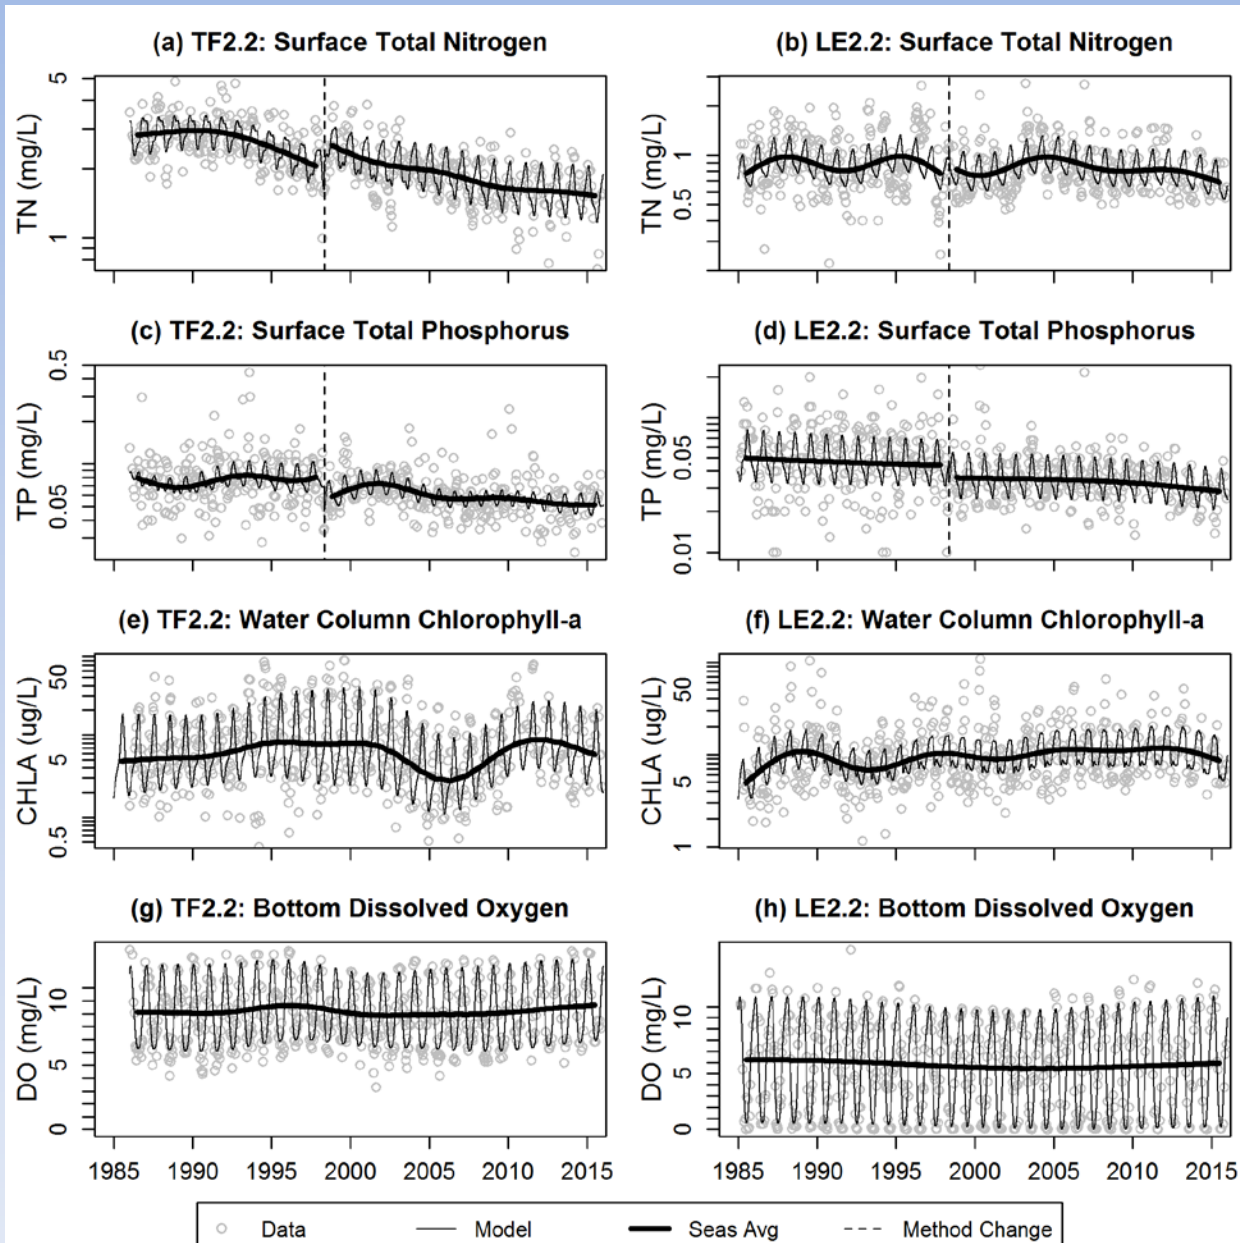 (a) TF2.2: Surface Total Nitrogen
TN (mg/L)
5
1
(b) LE2.2: Surface Total Nitrogen
TN (mg/L)
1
0.5
(c) TF2.2: Surface Total Phosphorus
TP (mg/L)
0.5
0.05
(d) LE2.2: Surface Total Phosphorus
TP (mg/L)
0.05
0.01
(e) TF2.2: Water Column Chlorophyll-a
CHLA (ug/L)
50
5
0.5
(f) LE2.2: Water Column Chlorophyll-a
CHLA (ug/L)
50
5
1
(g) TF2.2: Bottom Dissolved Oxygen
DO (mg/L)
10
5
0
1985 1990 1995 2000 2005 2010 2015
(h) LE2.2: Bottom Dissolved Oxygen
DO (mg/L)
10
5
0
1985 1990 1995 2000 2005 2010 2015
Data Model Seas Avg Method Change